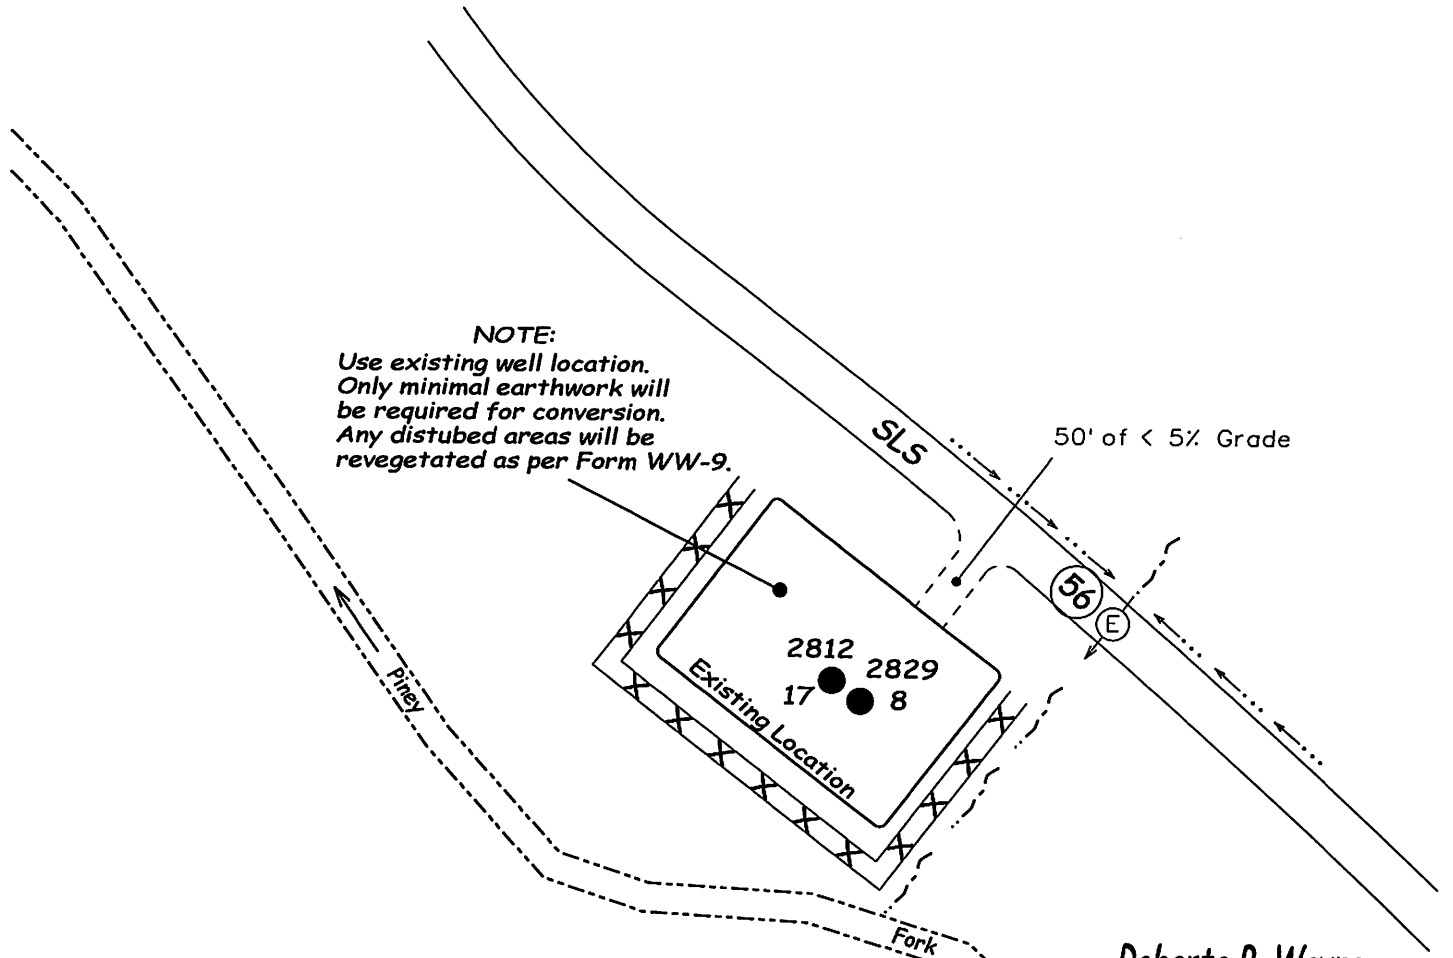 NOTE:
Use existing well location.
Only minimal earthwork will
be required for conversion.
Any distubed areas will be
revegetated as per Form WW-9.
SLS
50' of < 5% Grade
56
E
2812
2829
17
8
Existing Location
Piney
Fork